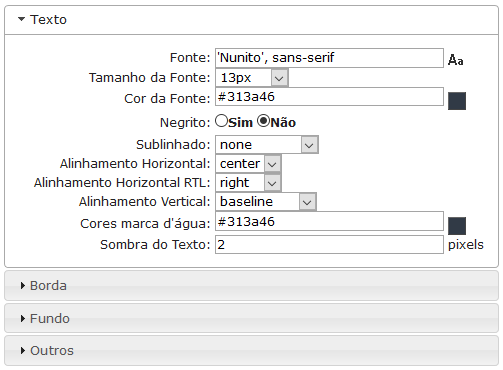 Texto
Fonte: 'Nunito', sans-serif Aa
Tamanho da Fonte: 13px
Cor da Fonte: #313a46
Negrito: Sim Não
Sublinhado: none
Alinhamento Horizontal: center
Alinhamento Horizontal RTL: right
Alinhamento Vertical: baseline
Cores marca d'água: #313a46
Sombra do Texto: 2 pixels
Borda
Fundo
Outros